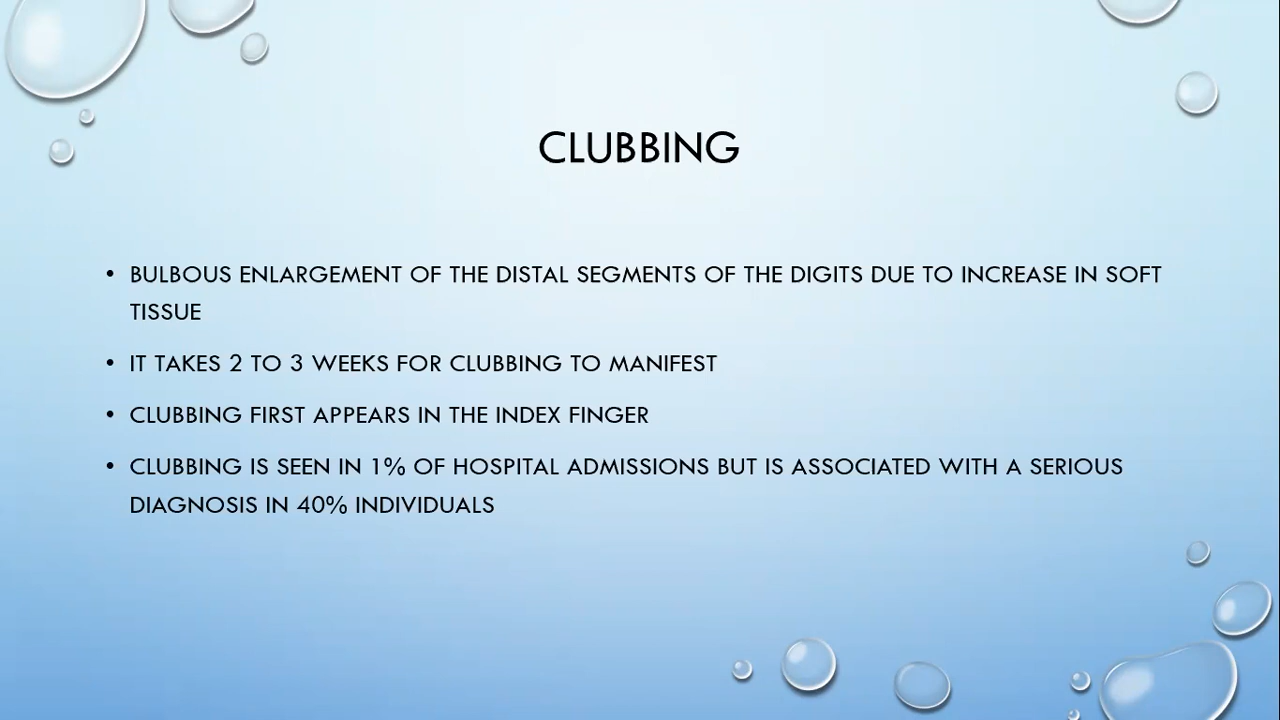 CLUBBING
• BULBOUS ENLARGEMENT OF THE DISTAL SEGMENTS OF THE DIGITS DUE TO INCREASE IN SOFT
TISSUE
• IT TAKES 2 TO 3 WEEKS FOR CLUBBING TO MANIFEST
• CLUBBING FIRST APPEARS IN THE INDEX FINGER
• CLUBBING IS SEEN IN 1% OF HOSPITAL ADMISSIONS BUT IS ASSOCIATED WITH A SERIOUS
DIAGNOSIS IN 40% INDIVIDUALS